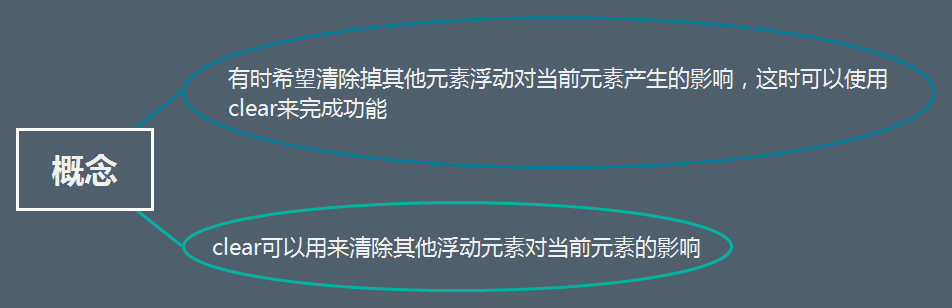 有时希望清除掉其他元素浮动对当前元素产生的影响，这时可以使用
clear来完成功能
概念
clear可以用来清除其他浮动元素对当前元素的影响